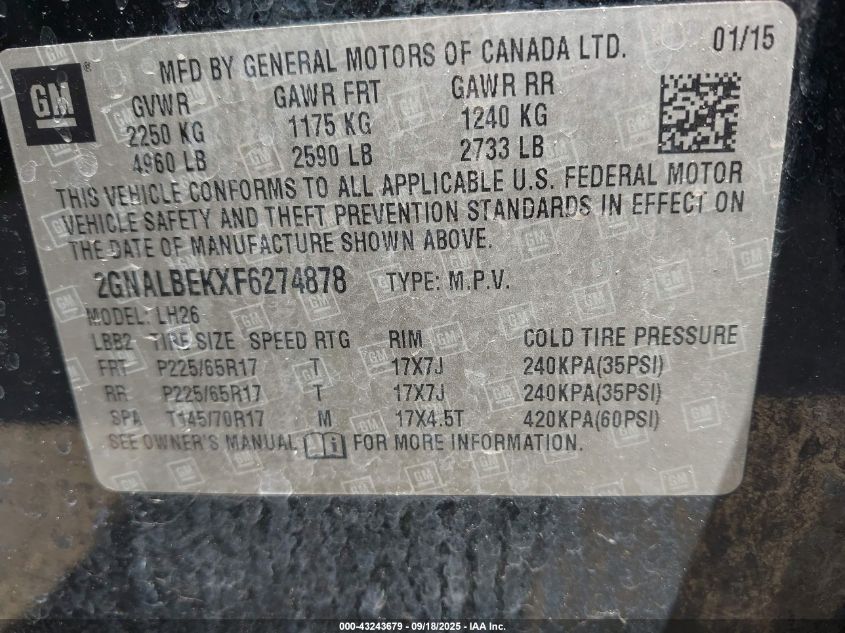 GM®
MFD BY GENERAL MOTORS OF CANADA LTD. 01/15
GVWR GAWR FRT GAWR RR
2250 KG 1175 KG 1240 KG
4960 LB 2590 LB 2733 LB
THIS VEHICLE CONFORMS TO ALL APPLICABLE U.S. FEDERAL MOTOR
VEHICLE SAFETY AND THEFT PREVENTION STANDARDS IN EFFECT ON
THE DATE OF MANUFACTURE SHOWN ABOVE.
2GNALBEKXF6274878 TYPE: M.P.V.
MODEL: LH26
LBB2 TIRE SIZE SPEED RTG RIM COLD TIRE PRESSURE
FRT P225/65R17 T 17X7J 240KPA(35PSI)
RR P225/65R17 T 17X7J 240KPA(35PSI)
SPA T145/70R17 M 17X4.5T 420KPA(60PSI)
SEE OWNER'S MANUAL FOR MORE INFORMATION.
000-43243679 - 09/18/2025 - IAA Inc.